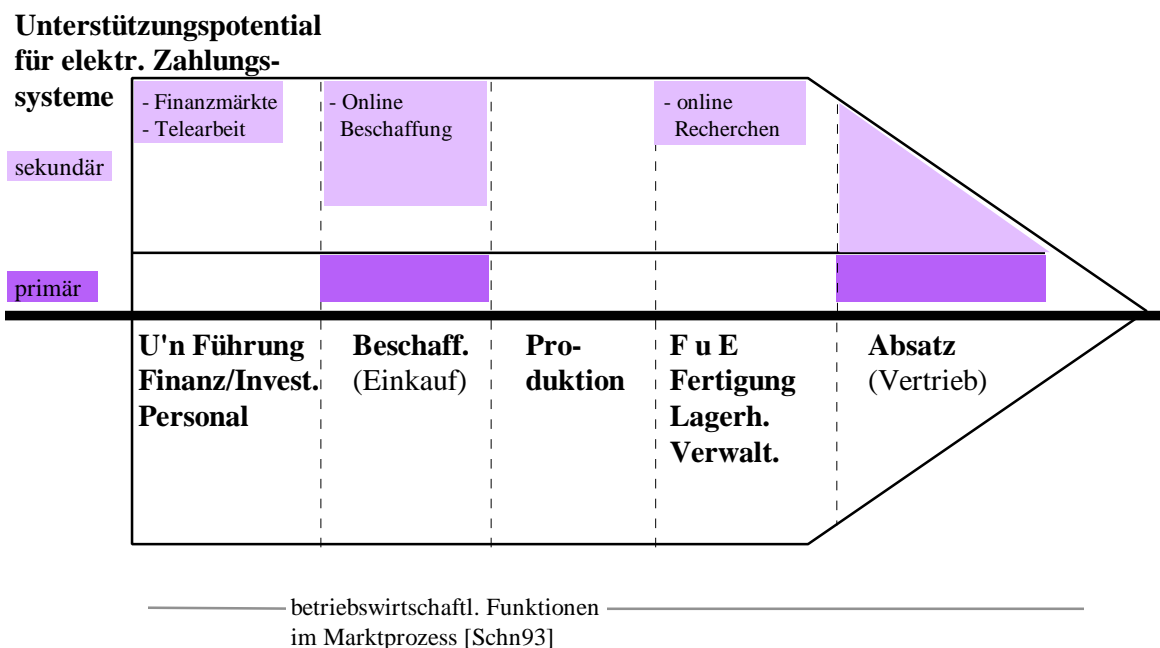 Unterstützungspotential
für elektr. Zahlungs-
systeme
- Finanzmärkte
- Telearbeit
- Online
Beschaffung
- online
Recherchen
sekundär
primär
U'n Führung
Finanz/Invest.
Personal
Beschaff.
(Einkauf)
Pro-
duktion
F u E
Fertigung
Lagerh.
Verwalt.
Absatz
(Vertrieb)
betriebswirtschaftl. Funktionen
im Marktprozess [Schn93]